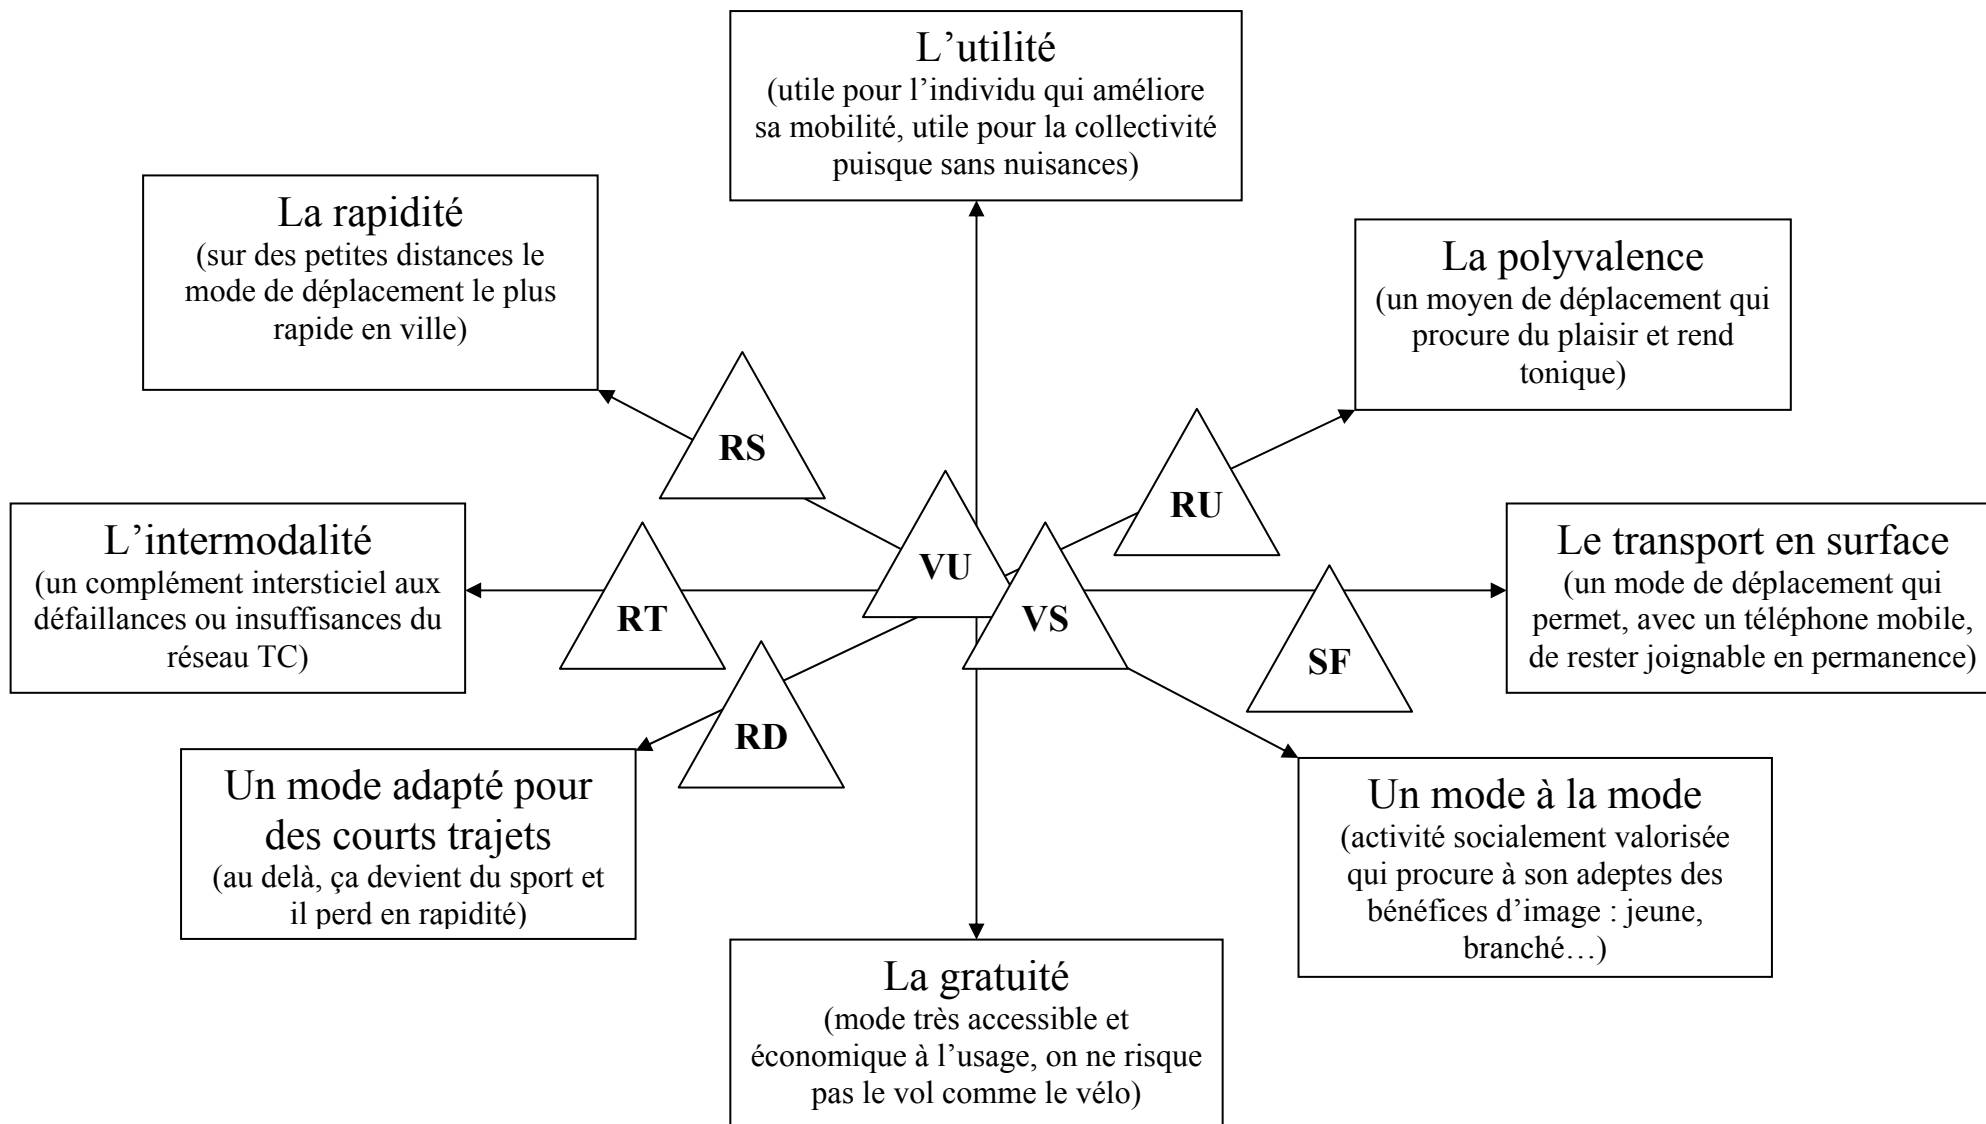 L’utilité
(utile pour l’individu qui améliore
sa mobilité, utile pour la collectivité
puisque sans nuisances)
La rapidité
(sur des petites distances le
mode de déplacement le plus
rapide en ville)
La polyvalence
(un moyen de déplacement qui
procure du plaisir et rend
tonique)
RS
RU
L’intermodalité
(un complément intersticiel aux
défaillances ou insuffisances du
réseau TC)
VU
VS
RT
SF
Le transport en surface
(un mode de déplacement qui
permet, avec un téléphone mobile,
de rester joignable en permanence)
RD
Un mode adapté pour
des courts trajets
(au delà, ça devient du sport et
il perd en rapidité)
Un mode à la mode
(activité socialement valorisée
qui procure à son adeptes des
bénéfices d’image : jeune,
branché…)
La gratuité
(mode très accessible et
économique à l’usage, on ne risque
pas le vol comme le vélo)